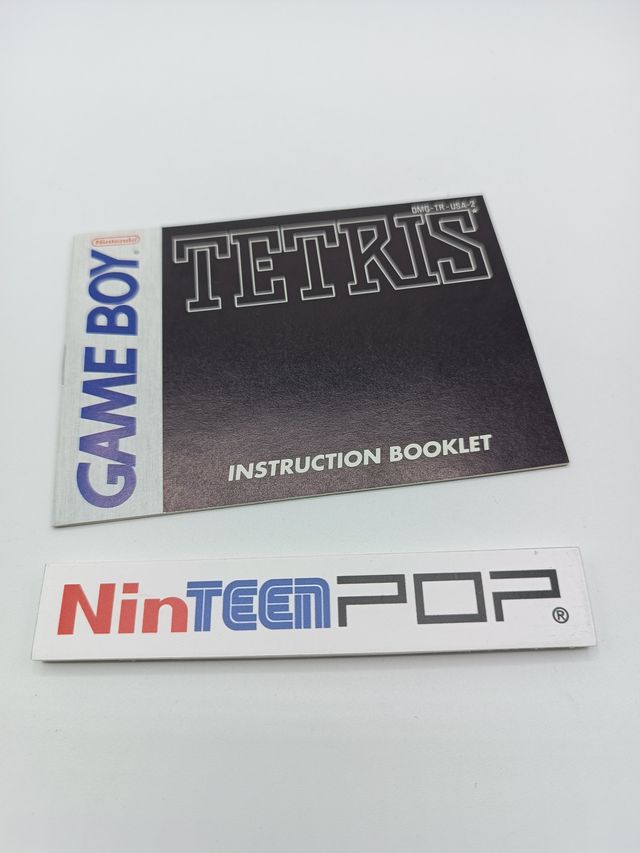 DMG-TR-USA-2
Nintendo®
GAME BOY
TETRIS®
INSTRUCTION BOOKLET
NinTEENPOP®